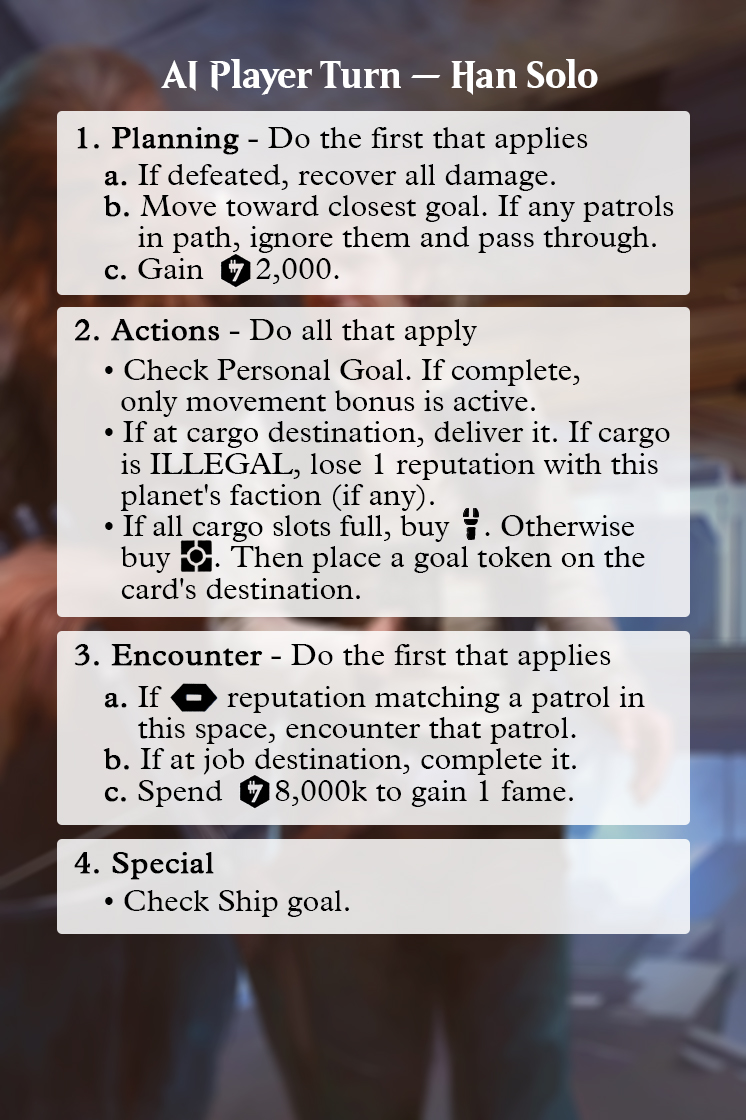 AI Player Turn — Han Solo
1. Planning - Do the first that applies
a. If defeated, recover all damage.
b. Move toward closest goal. If any patrols
in path, ignore them and pass through.
c. Gain 2,000.
2. Actions - Do all that apply
• Check Personal Goal. If complete,
only movement bonus is active.
• If at cargo destination, deliver it. If cargo
is ILLEGAL, lose 1 reputation with this
planet's faction (if any).
• If all cargo slots full, buy . Otherwise
buy . Then place a goal token on the
card's destination.
3. Encounter - Do the first that applies
a. If reputation matching a patrol in
this space, encounter that patrol.
b. If at job destination, complete it.
c. Spend 8,000k to gain 1 fame.
4. Special
• Check Ship goal.